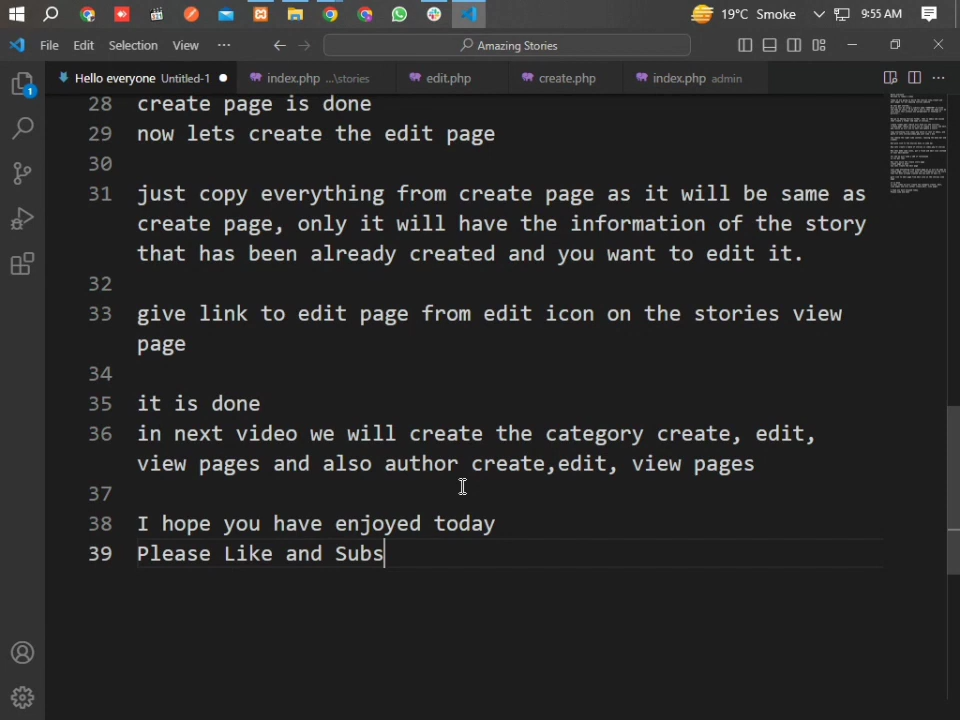 19°C Smoke
9:55 AM
File Edit Selection View ...
Amazing Stories
Hello everyone Untitled-1
index.php ...\stories
edit.php
create.php
index.php admin
1
28 create page is done
29 now lets create the edit page
30
31 just copy everything from create page as it will be same as
create page, only it will have the information of the story
that has been already created and you want to edit it.
32
33 give link to edit page from edit icon on the stories view
page
34
35 it is done
36 in next video we will create the category create, edit,
view pages and also author create,edit, view pages
37
38 I hope you have enjoyed today
39 Please Like and Subs